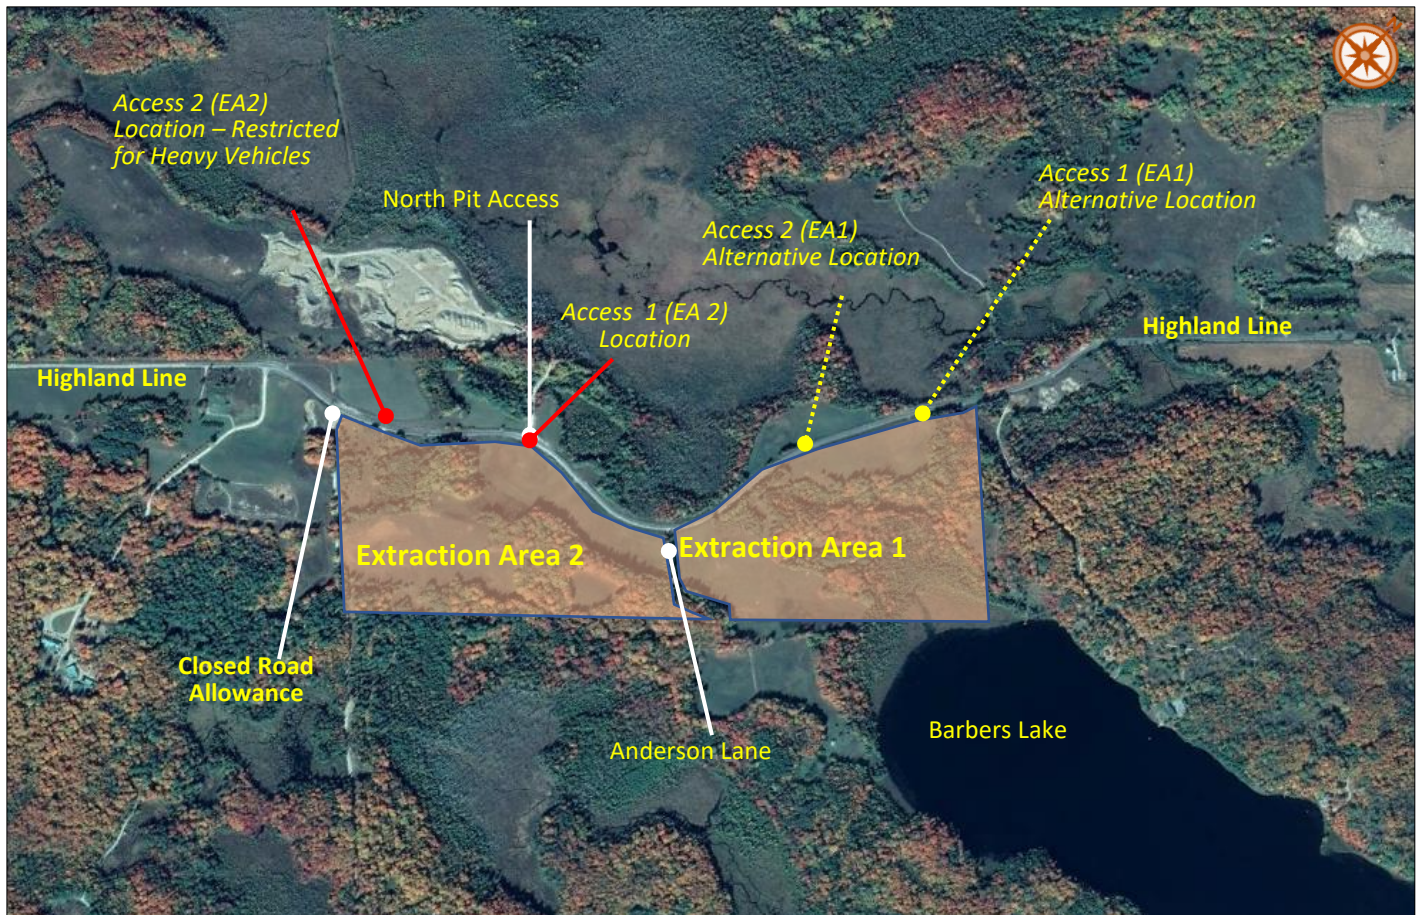 Access 2 (EA2)
Location – Restricted
for Heavy Vehicles
North Pit Access
Access 1 (EA1)
Alternative Location
Access 2 (EA1)
Alternative Location
Access  1 (EA 2)
Location
Highland Line
Highland Line
Extraction Area 2
Extraction Area 1
Closed Road
Allowance
Anderson Lane
Barbers Lake